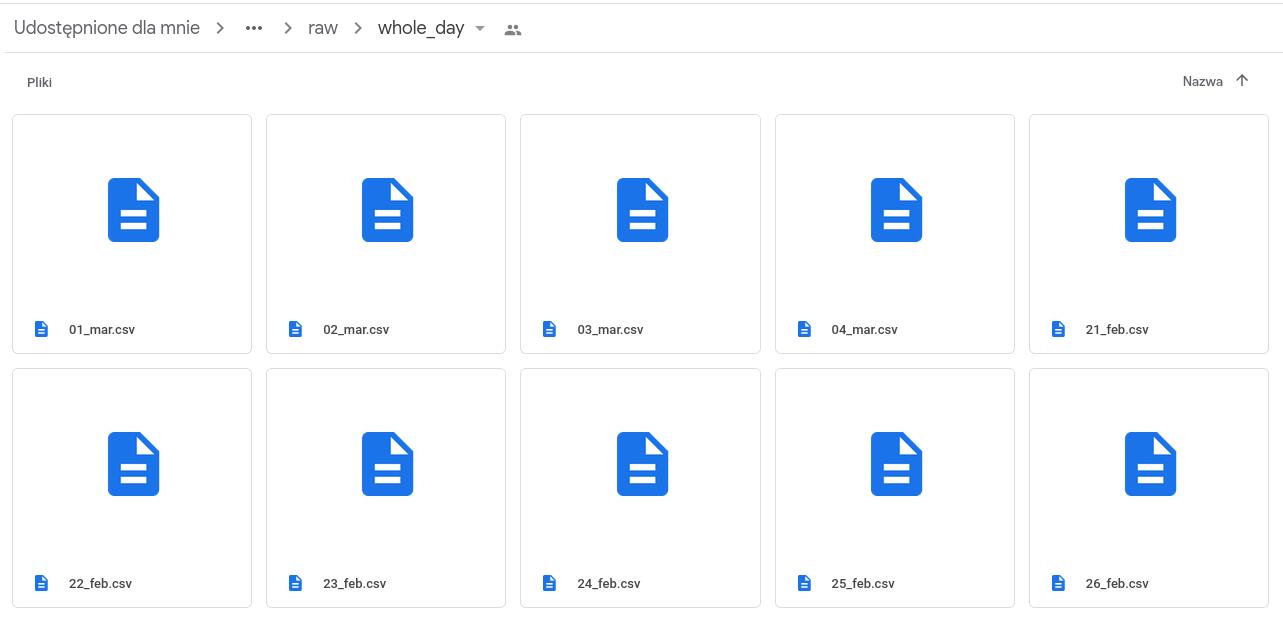 Udostępnione dla mnie > ••• > raw > whole_day
Pliki Nazwa
01_mar.csv 02_mar.csv 03_mar.csv 04_mar.csv 21_feb.csv
22_feb.csv 23_feb.csv 24_feb.csv 25_feb.csv 26_feb.csv